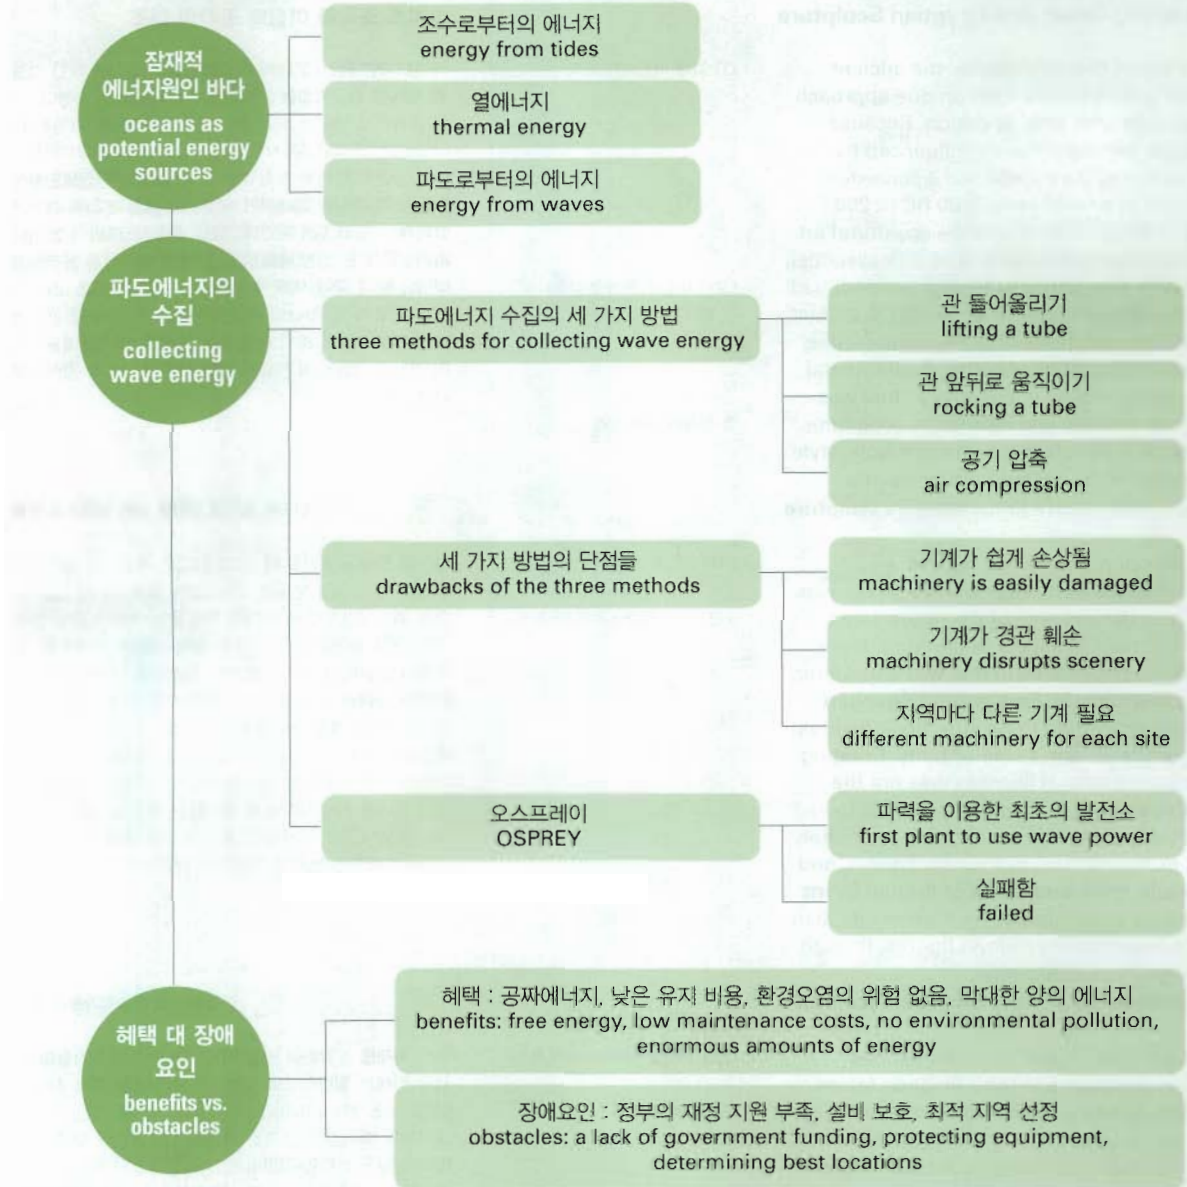 잠재적
에너지원인 바다
oceans as
potential energy
sources
조수로부터의 에너지
energy from tides
열에너지
thermal energy
파도로부터의 에너지
energy from waves
파도에너지의
수집
collecting
wave energy
파도에너지 수집의 세 가지 방법
three methods for collecting wave energy
관 들어올리기
lifting a tube
관 앞뒤로 움직이기
rocking a tube
공기 압축
air compression
세 가지 방법의 단점들
drawbacks of the three methods
기계가 쉽게 손상됨
machinery is easily damaged
기계가 경관 훼손
machinery disrupts scenery
지역마다 다른 기계 필요
different machinery for each site
오스프레이
OSPREY
파력을 이용한 최초의 발전소
first plant to use wave power
실패함
failed
혜택 대 장애
요인
benefits vs.
obstacles
혜택 : 공짜에너지, 낮은 유지 비용, 환경오염의 위험 없음, 막대한 양의 에너지
benefits: free energy, low maintenance costs, no environmental pollution,
enormous amounts of energy
장애요인 : 정부의 재정 지원 부족, 설비 보호, 최적 지역 선정
obstacles: a lack of government funding, protecting equipment,
determining best locations